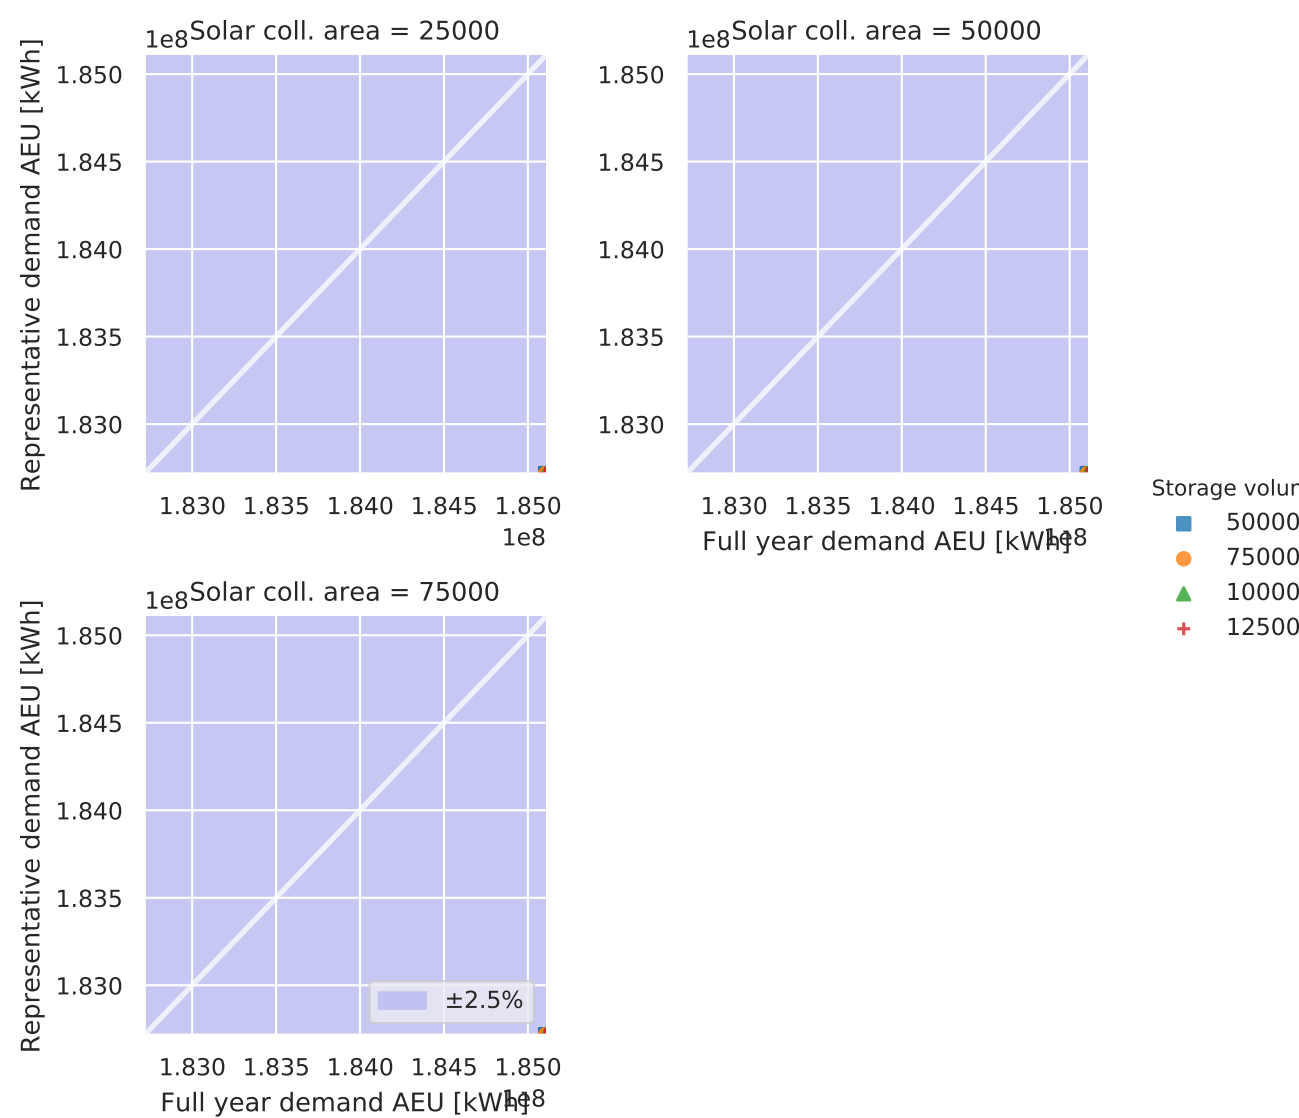 1e8 Solar coll. area = 25000
Representative demand AEU [kWh]
1.850
1.845
1.840
1.835
1.830
1.830 1.835 1.840 1.845 1.850
1e8
1e8 Solar coll. area = 50000
1.850
1.845
1.840
1.835
1.830
1.830 1.835 1.840 1.845 1.850
1e8
Full year demand AEU [kWh]
Storage volur
50000
75000
10000
12500
1e8 Solar coll. area = 75000
Representative demand AEU [kWh]
1.850
1.845
1.840
1.835
1.830
±2.5%
1.830 1.835 1.840 1.845 1.850
1e8
Full year demand AEU [kWh]